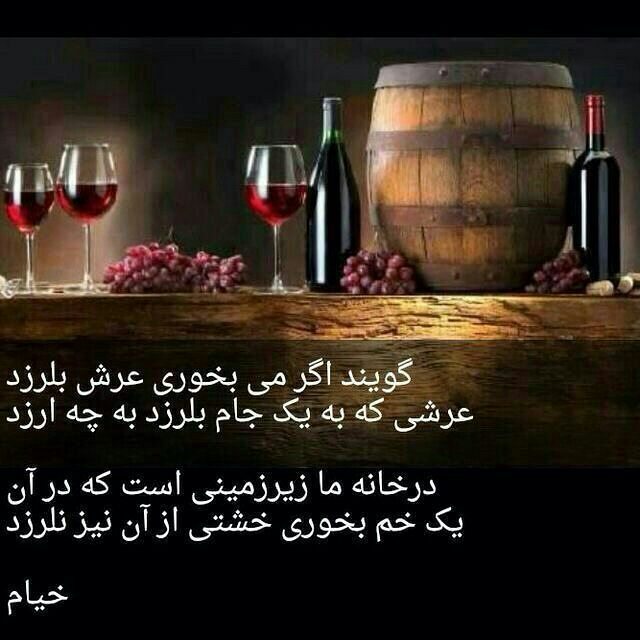 گویند اگر می بخوری عرش بلرزد
عرشی که به یک جام بلرزد به چه ارزد
درخانه ما زیرزمینی است که در آن
یک خم بخوری خشتی از آن نیز نلرزد
خیام